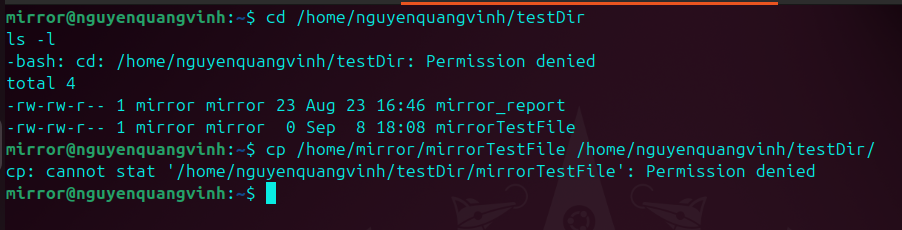 mirror@nguyenquangvinh:~$ cd /home/nguyenquangvinh/testDir
ls -l
-bash: cd: /home/nguyenquangvinh/testDir: Permission denied
total 4
-rw-rw-r-- 1 mirror mirror 23 Aug 23 16:46 mirror_report
-rw-rw-r-- 1 mirror mirror  0 Sep  8 18:08 mirrorTestFile
mirror@nguyenquangvinh:~$ cp /home/mirror/mirrorTestFile /home/nguyenquangvinh/testDir/
cp: cannot stat '/home/nguyenquangvinh/testDir/mirrorTestFile': Permission denied
mirror@nguyenquangvinh:~$